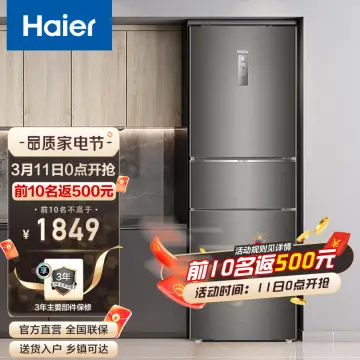 Haier
Haier
品质家电节
3月11日0点开抢
前10名返500元
前10名不高于
¥1849
享
3年
3年主要部件保修
官方直营 全国联保
送货入户 乡镇可达
活动规则见详情
前10名返500元
活动时间：11日0点开抢